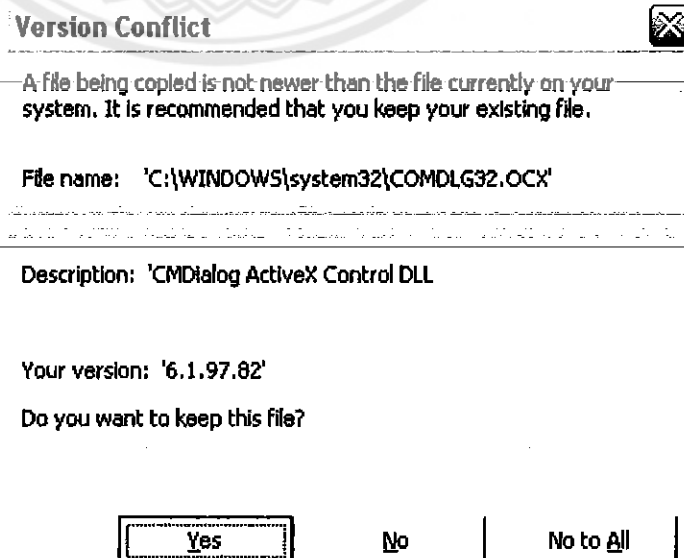 Version Conflict
A file being copied is not newer than the file currently on your
system. It is recommended that you keep your existing file.
File name: 'C:\WINDOWS\system32\COMDLG32.OCX'
Description: 'CMDialog ActiveX Control DLL
Your version: '6.1.97.82'
Do you want to keep this file?
Yes No No to All